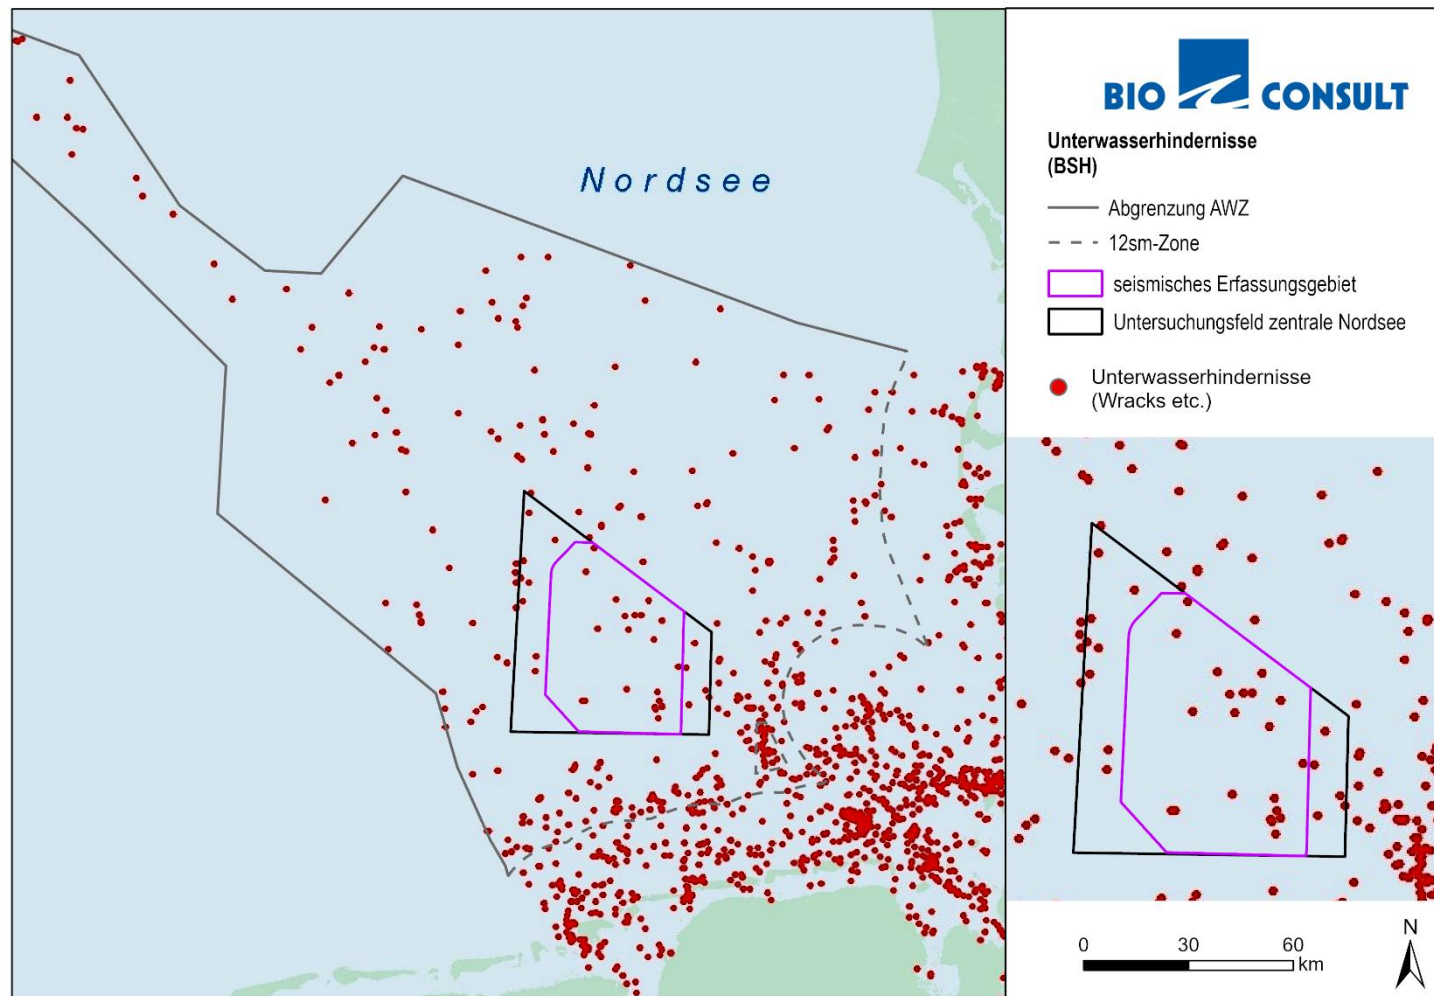 Nordsee
BIO CONSULT
Unterwasserhindernisse
(BSH)
Abgrenzung AWZ
12sm-Zone
seismisches Erfassungsgebiet
Untersuchungsfeld zentrale Nordsee
Unterwasserhindernisse
(Wracks etc.)
N
0 30 60
km